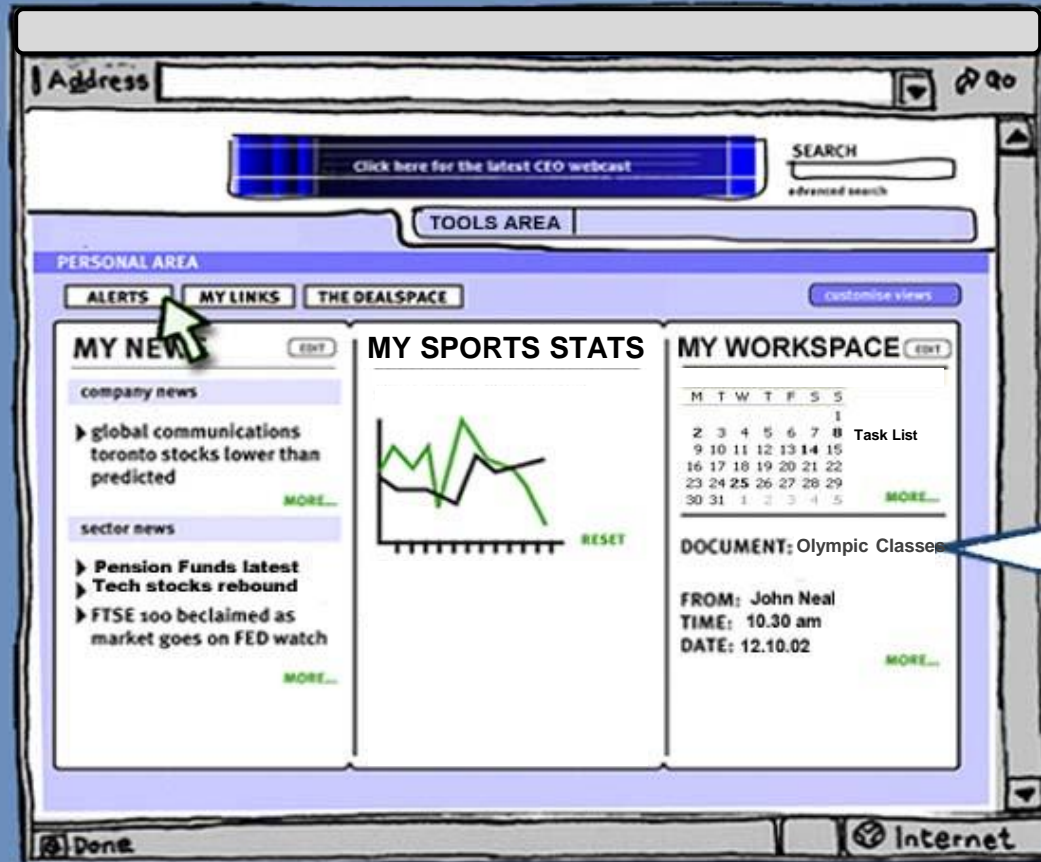 Address
Go
Click here for the latest CEO webcast
SEARCH
advanced search
TOOLS AREA
PERSONAL AREA
ALERTS
MY LINKS
THE DEALSPACE
customise views
MY NEWS
EDIT
company news
global communications
toronto stocks lower than
predicted
MORE...
sector news
Pension Funds latest
Tech stocks rebound
FTSE 100 beclaimed as
market goes on FED watch
MORE...
MY SPORTS STATS
RESET
MY WORKSPACE
EDIT
M T W T F S S
1
2 3 4 5 6 7 8
9 10 11 12 13 14 15
16 17 18 19 20 21 22
23 24 25 26 27 28 29
30 31 1 2 3 4 5
Task List
MORE...
DOCUMENT: Olympic Classes
FROM: John Neal
TIME: 10.30 am
DATE: 12.10.02
MORE...
Done
Internet